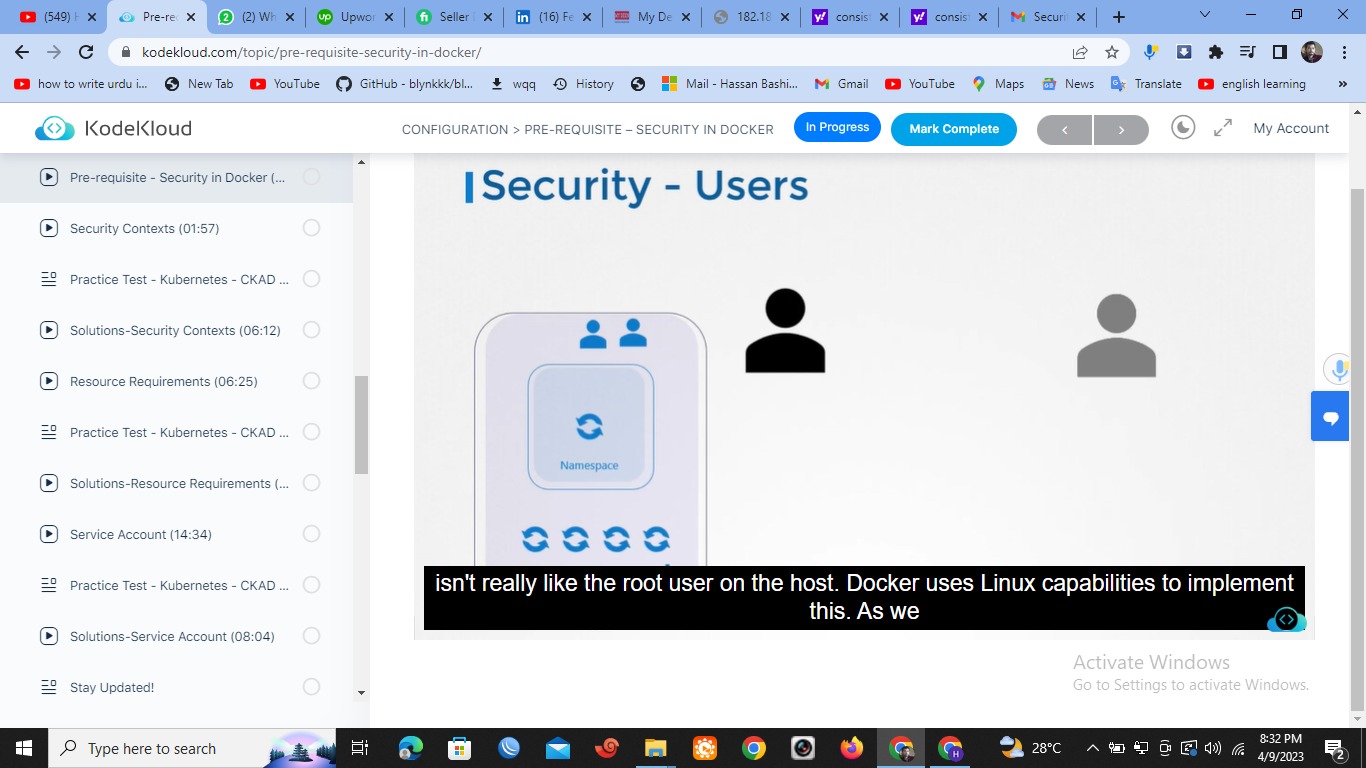 (549) H
Pre-re
(2) Wh
Upwor
Seller
(16) Fe
My De
182.18
consist
consist
Securit
kodekloud.com/topic/pre-requisite-security-in-docker/
how to write urdu i...
New Tab
YouTube
GitHub - blynkkk/bl...
wqq
History
Mail - Hassan Bashi...
Gmail
YouTube
Maps
News
Translate
english learning
KodeKloud
CONFIGURATION > PRE-REQUISITE – SECURITY IN DOCKER
In Progress
Mark Complete
My Account
Pre-requisite - Security in Docker (...
Security Contexts (01:57)
Practice Test - Kubernetes - CKAD ...
Solutions-Security Contexts (06:12)
Resource Requirements (06:25)
Practice Test - Kubernetes - CKAD ...
Solutions-Resource Requirements (...
Service Account (14:34)
Practice Test - Kubernetes - CKAD ...
Solutions-Service Account (08:04)
Stay Updated!
Security - Users
Namespace
isn't really like the root user on the host. Docker uses Linux capabilities to implement
this. As we
Activate Windows
Go to Settings to activate Windows.
Type here to search
28°C
8:32 PM
4/9/2023
2